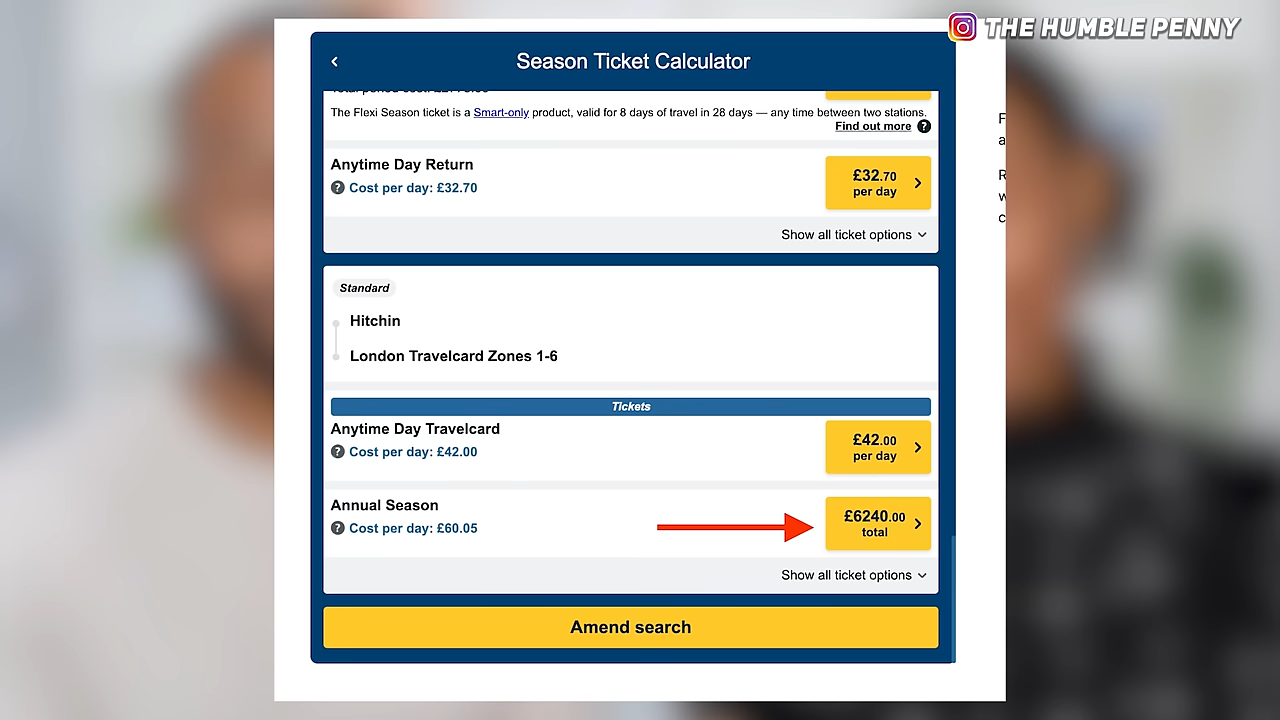 THE HUMBLE PENNY
Season Ticket Calculator
The Flexi Season ticket is a Smart-only product, valid for 8 days of travel in 28 days — any time between two stations.
Find out more ?
Anytime Day Return
? Cost per day: £32.70
£32.70
per day
Show all ticket options
Standard
Hitchin
London Travelcard Zones 1-6
Tickets
Anytime Day Travelcard
? Cost per day: £42.00
£42.00
per day
Annual Season
? Cost per day: £60.05
£6240.00
total
Show all ticket options
Amend search